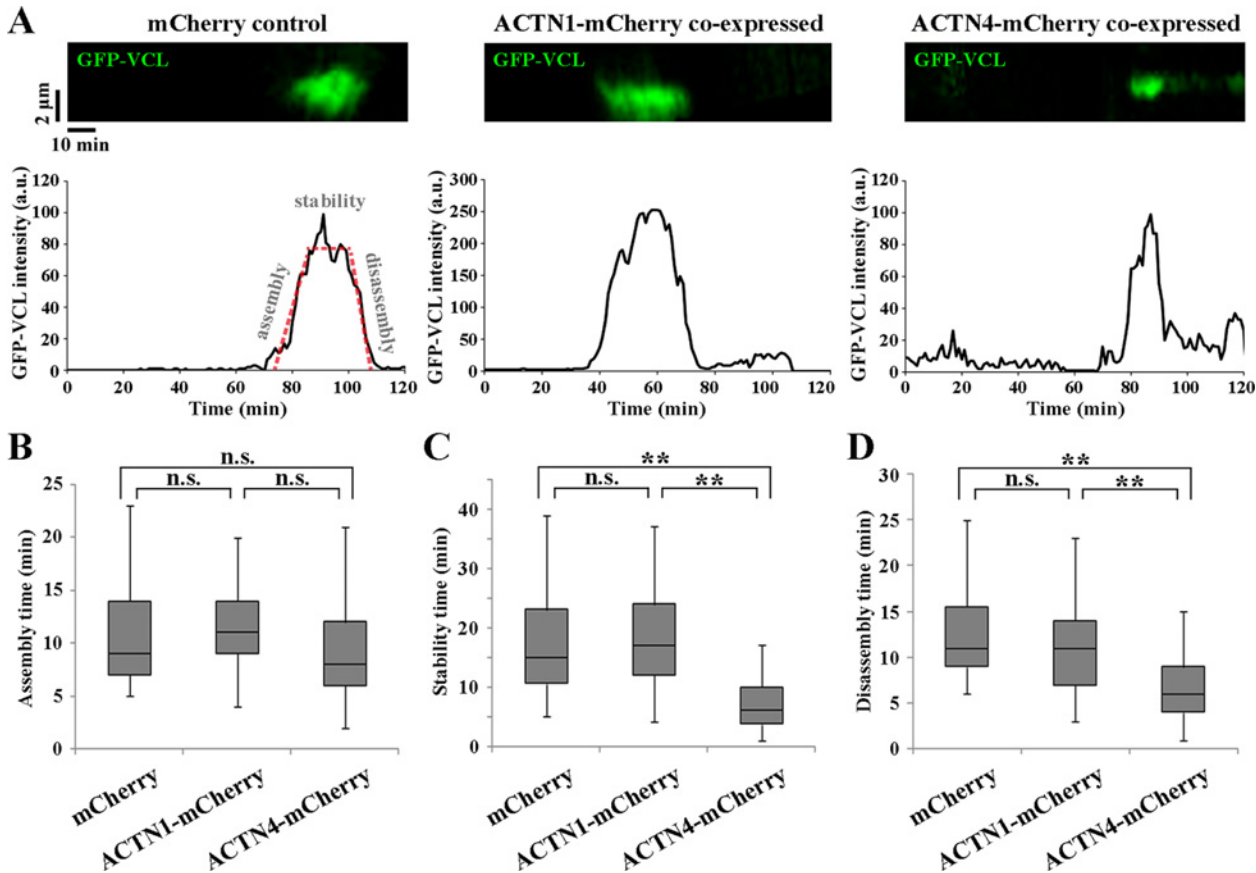 A
mCherry control
ACTN1-mCherry co-expressed
ACTN4-mCherry co-expressed
GFP-VCL
GFP-VCL
GFP-VCL
2 μm
10 min
GFP-VCL intensity (a.u.)
120
100
80
60
40
20
0
stability
assembly
disassembly
0 20 40 60 80 100 120
Time (min)
GFP-VCL intensity (a.u.)
300
250
200
150
100
50
0
0 20 40 60 80 100 120
Time (min)
GFP-VCL intensity (a.u.)
120
100
80
60
40
20
0
0 20 40 60 80 100 120
Time (min)
B
n.s.
n.s. n.s.
Assembly time (min)
25
20
15
10
5
0
mCherry
ACTN1-mCherry
ACTN4-mCherry
C
**
n.s. **
Stability time (min)
40
30
20
10
0
mCherry
ACTN1-mCherry
ACTN4-mCherry
D
**
n.s. **
Disassembly time (min)
30
25
20
15
10
5
0
mCherry
ACTN1-mCherry
ACTN4-mCherry